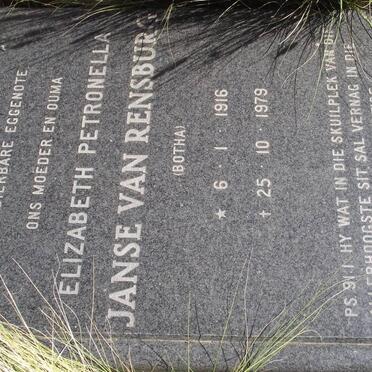 EGGENOTE
ONS MOEDER EN OUMA
ELIZABETH PETRONELLA
JANSE VAN RENSBURG
(BOTHA)
★ 6 · 1 · 1916
+ 25 · 10 · 1979
PS. 91:1 HY WAT IN DIE SKUILPLEK VAN DIE
SIT SAL VERNAG IN DIE